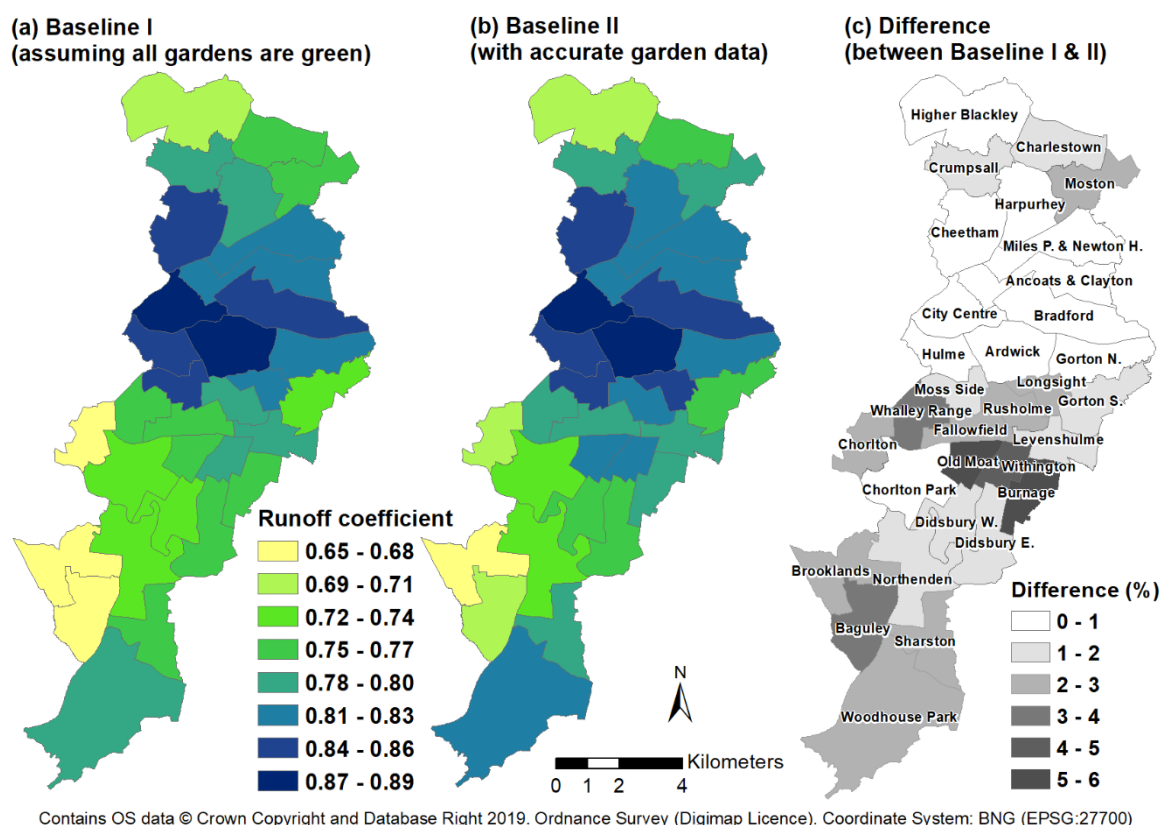 (a) Baseline I
(assuming all gardens are green)
(b) Baseline II
(with accurate garden data)
(c) Difference
(between Baseline I & II)
Higher Blackley
Charlestown
Crumpsall
Moston
Harpurhey
Cheetham
Miles P. & Newton H.
Ancoats & Clayton
City Centre
Bradford
Hulme
Ardwick
Gorton N.
Longsight
Moss Side
Gorton S.
Whalley Range
Rusholme
Fallowfield
Chorlton
Levenshulme
Old Moat
Withington
Burnage
Chorlton Park
Didsbury W.
Didsbury E.
Brooklands
Northenden
Baguley
Sharston
Woodhouse Park
Runoff coefficient
0.65 - 0.68
0.69 - 0.71
0.72 - 0.74
0.75 - 0.77
0.78 - 0.80
0.81 - 0.83
0.84 - 0.86
0.87 - 0.89
N
Kilometers
0 1 2 4
Difference (%)
0 - 1
1 - 2
2 - 3
3 - 4
4 - 5
5 - 6
Contains OS data © Crown Copyright and Database Right 2019. Ordnance Survey (Digimap Licence). Coordinate System: BNG (EPSG:27700)